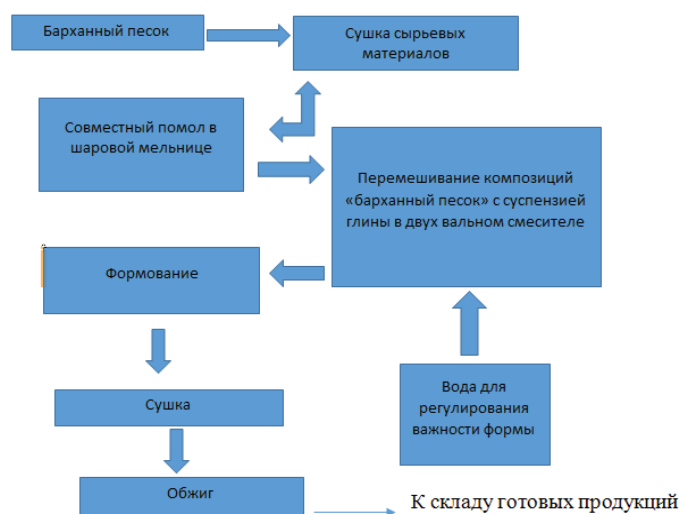 Барханный песок
Сушка сырьевых
материалов
Совместный помол в
шаровой мельнице
Перемешивание композиций
«барханный песок» с суспензией
глины в двух вальном смесителе
Формование
Вода для
регулирования
важности формы
Сушка
Обжиг
К складу готовых продукций